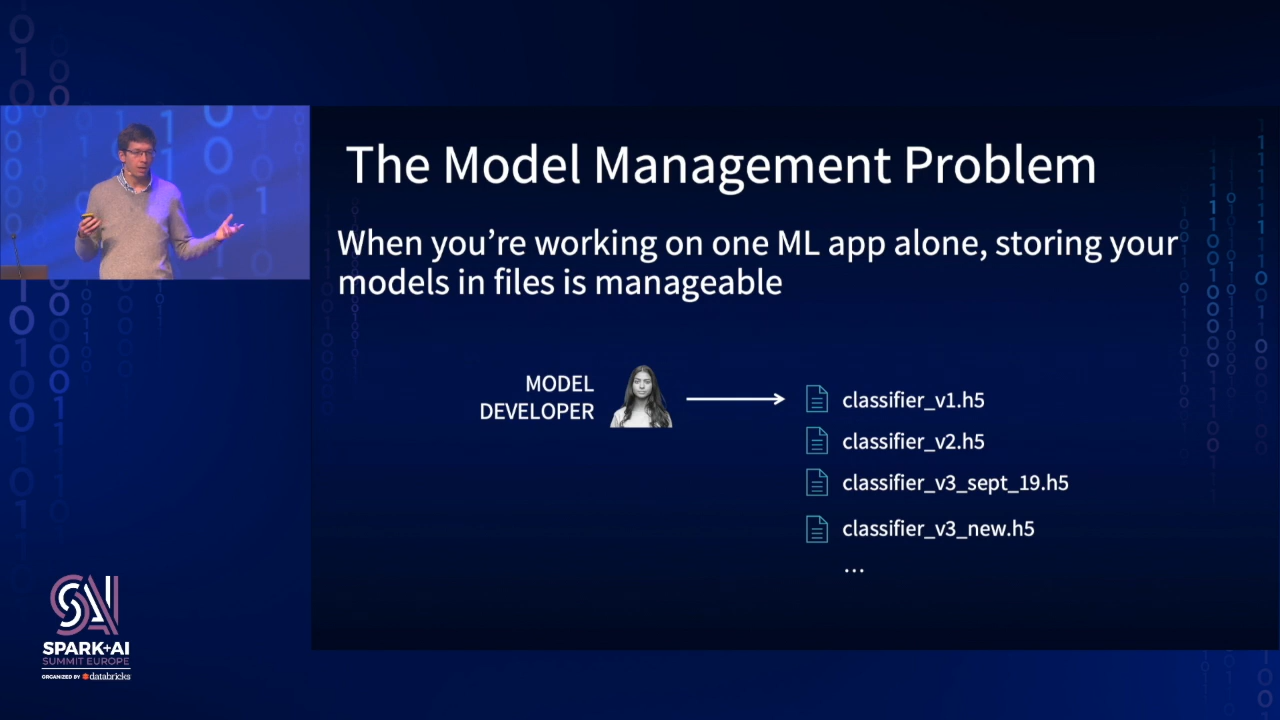 The Model Management Problem
When you’re working on one ML app alone, storing your
models in files is manageable
MODEL
DEVELOPER
classifier_v1.h5
classifier_v2.h5
classifier_v3_sept_19.h5
classifier_v3_new.h5
...
SAI
SPARK+AI
SUMMIT EUROPE
ORGANIZED BY databricks